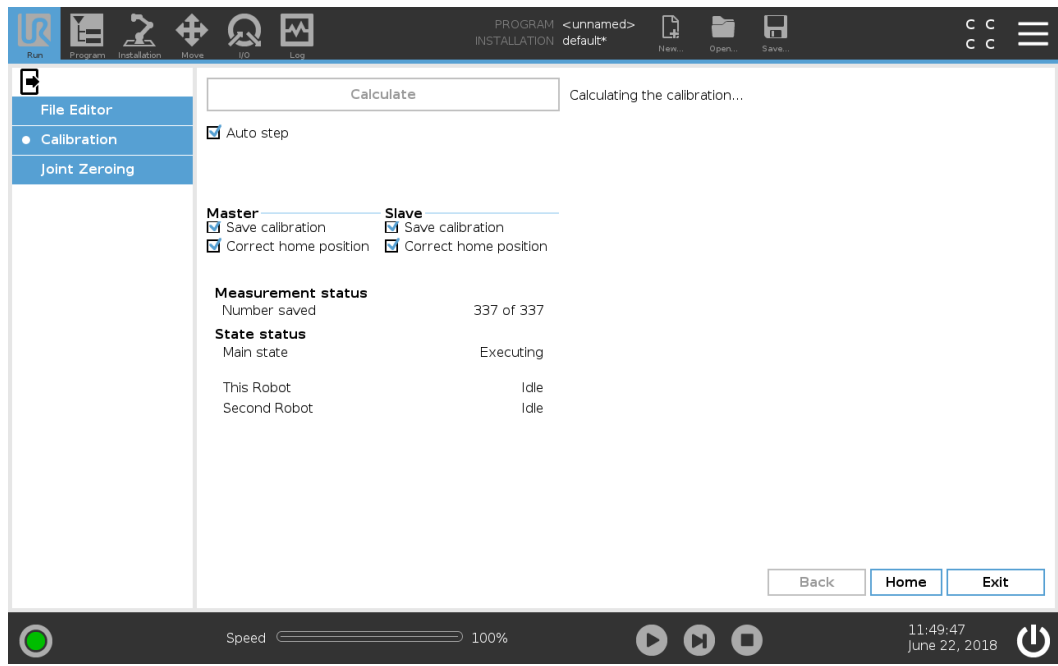 UR
PROGRAM <unnamed>
INSTALLATION default*
Run Program Installation Move I/O Log New... Open... Save...
C C
C C
File Editor
Calibration
Joint Zeroing
Calculate
Calculating the calibration...
Auto step
Master Slave
Save calibration Save calibration
Correct home position Correct home position
Measurement status
Number saved 337 of 337
State status
Main state Executing
This Robot Idle
Second Robot Idle
Back Home Exit
Speed 100%
11:49:47
June 22, 2018